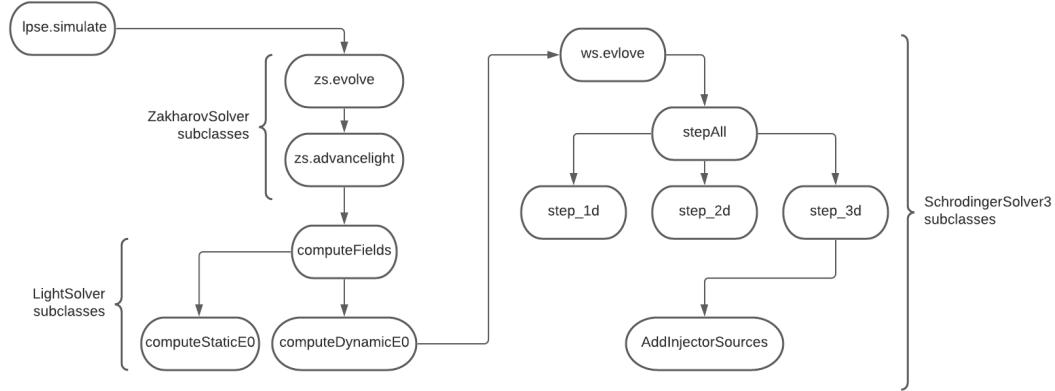 lpse.simulate
zs.evolve
ZakharovSolver
subclasses
zs.advancelight
computeFields
LightSolver
subclasses
computeStaticE0
computeDynamicE0
ws.evlove
stepAll
step_1d
step_2d
step_3d
AddInjectorSources
SchrodingerSolver3
subclasses